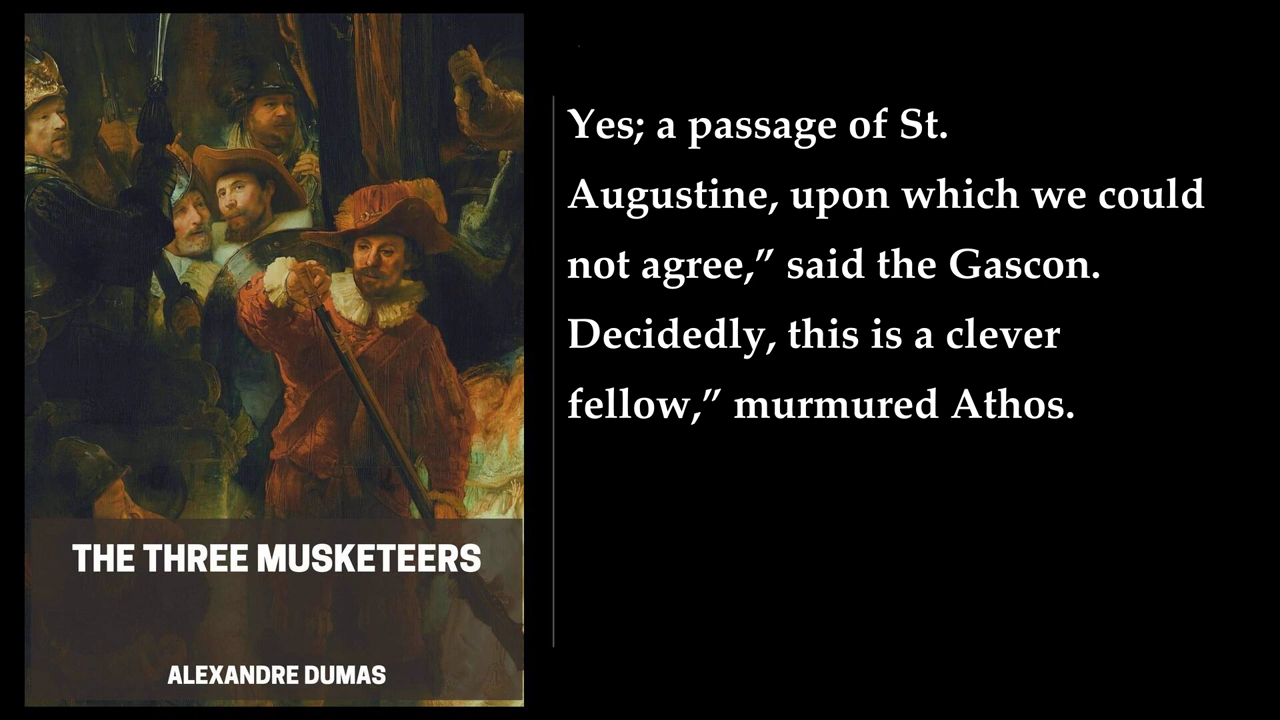 THE THREE MUSKETEERS
ALEXANDRE DUMAS
Yes; a passage of St.
Augustine, upon which we could
not agree,” said the Gascon.
Decidedly, this is a clever
fellow,” murmured Athos.